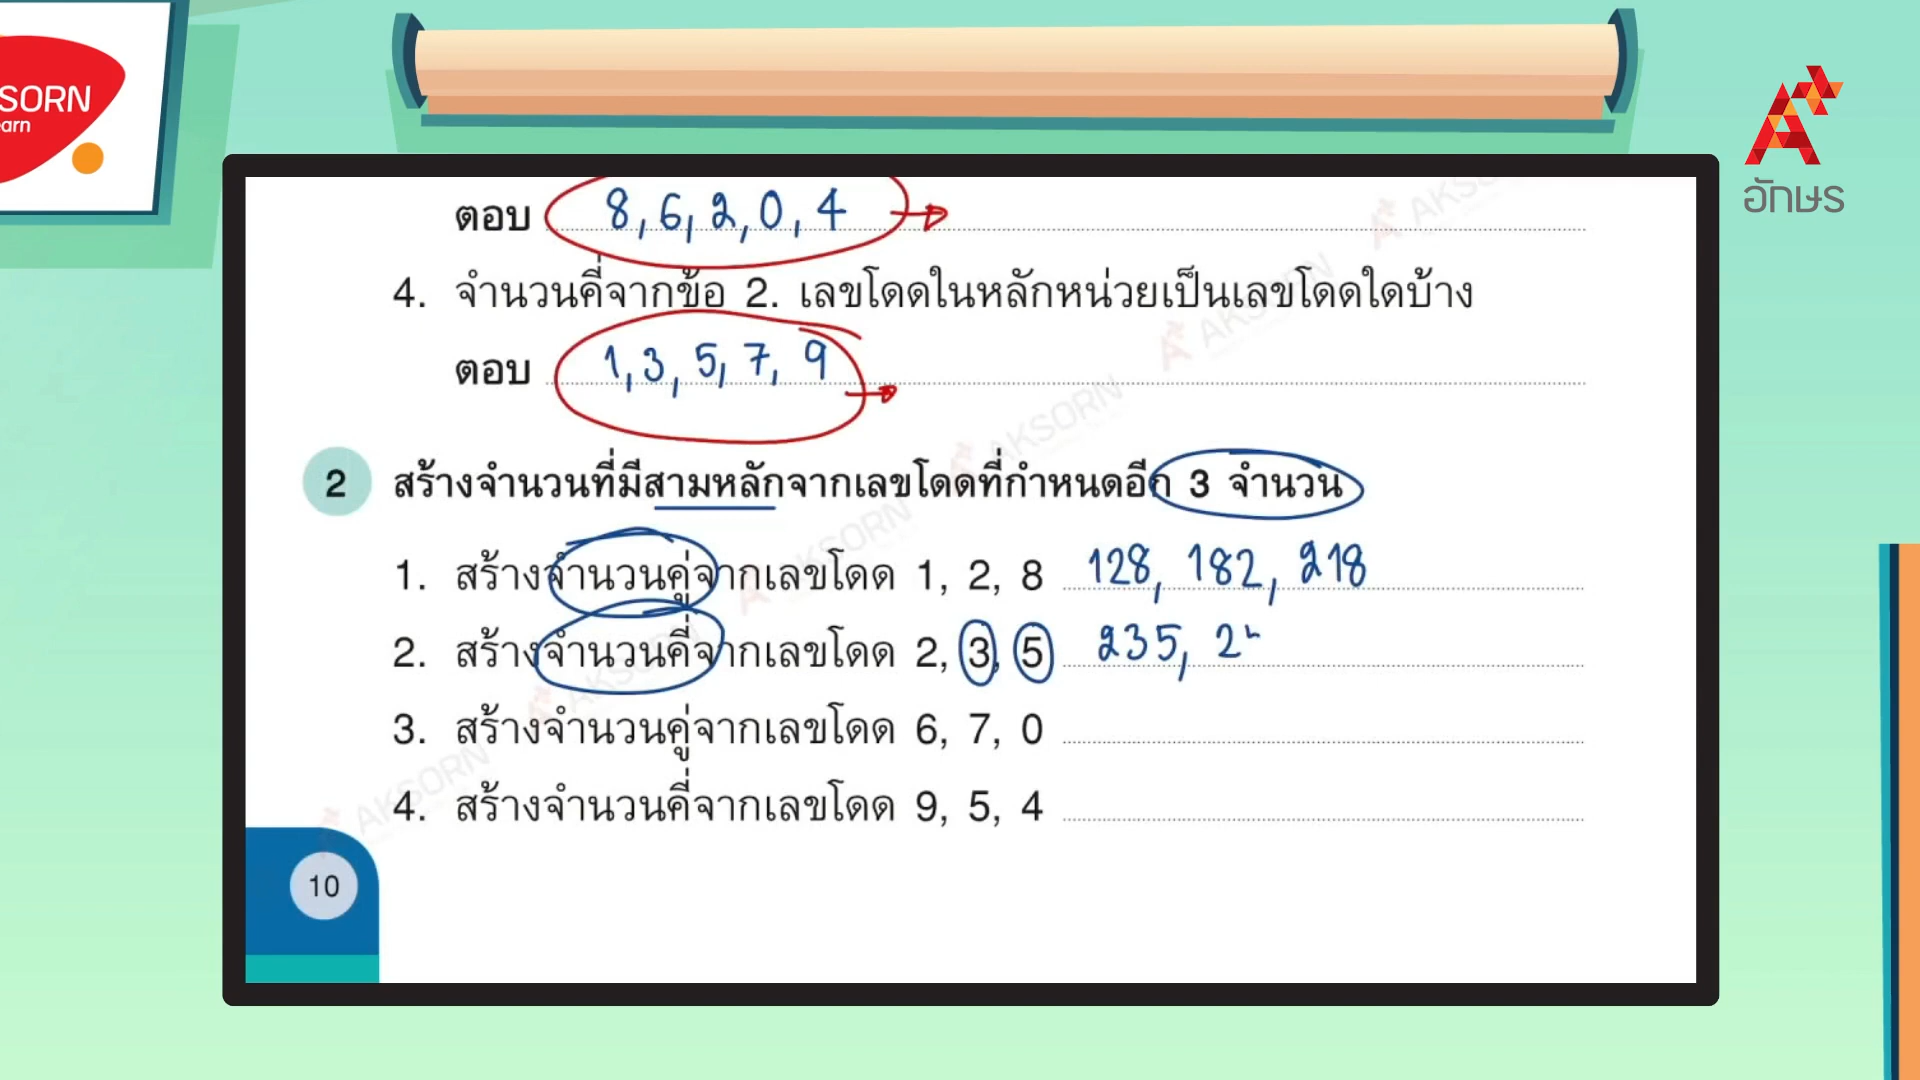 SORN
arn
อักษร
ตอบ 8, 6, 2, 0, 4
4. จำนวนคี่จากข้อ 2. เลขโดดในหลักหน่วยเป็นเลขโดดใดบ้าง
ตอบ 1, 3, 5, 7, 9
2 สร้างจำนวนที่มีสามหลักจากเลขโดดที่กำหนดอีก 3 จำนวน
1. สร้างจำนวนคู่จากเลขโดด 1, 2, 8 128, 182, 218
2. สร้างจำนวนคี่จากเลขโดด 2, 3, 5 235, 2
3. สร้างจำนวนคู่จากเลขโดด 6, 7, 0
4. สร้างจำนวนคี่จากเลขโดด 9, 5, 4
10
AKSORN
AKSORN
AKSORN
AKSORN
AKSORN
AKSORN